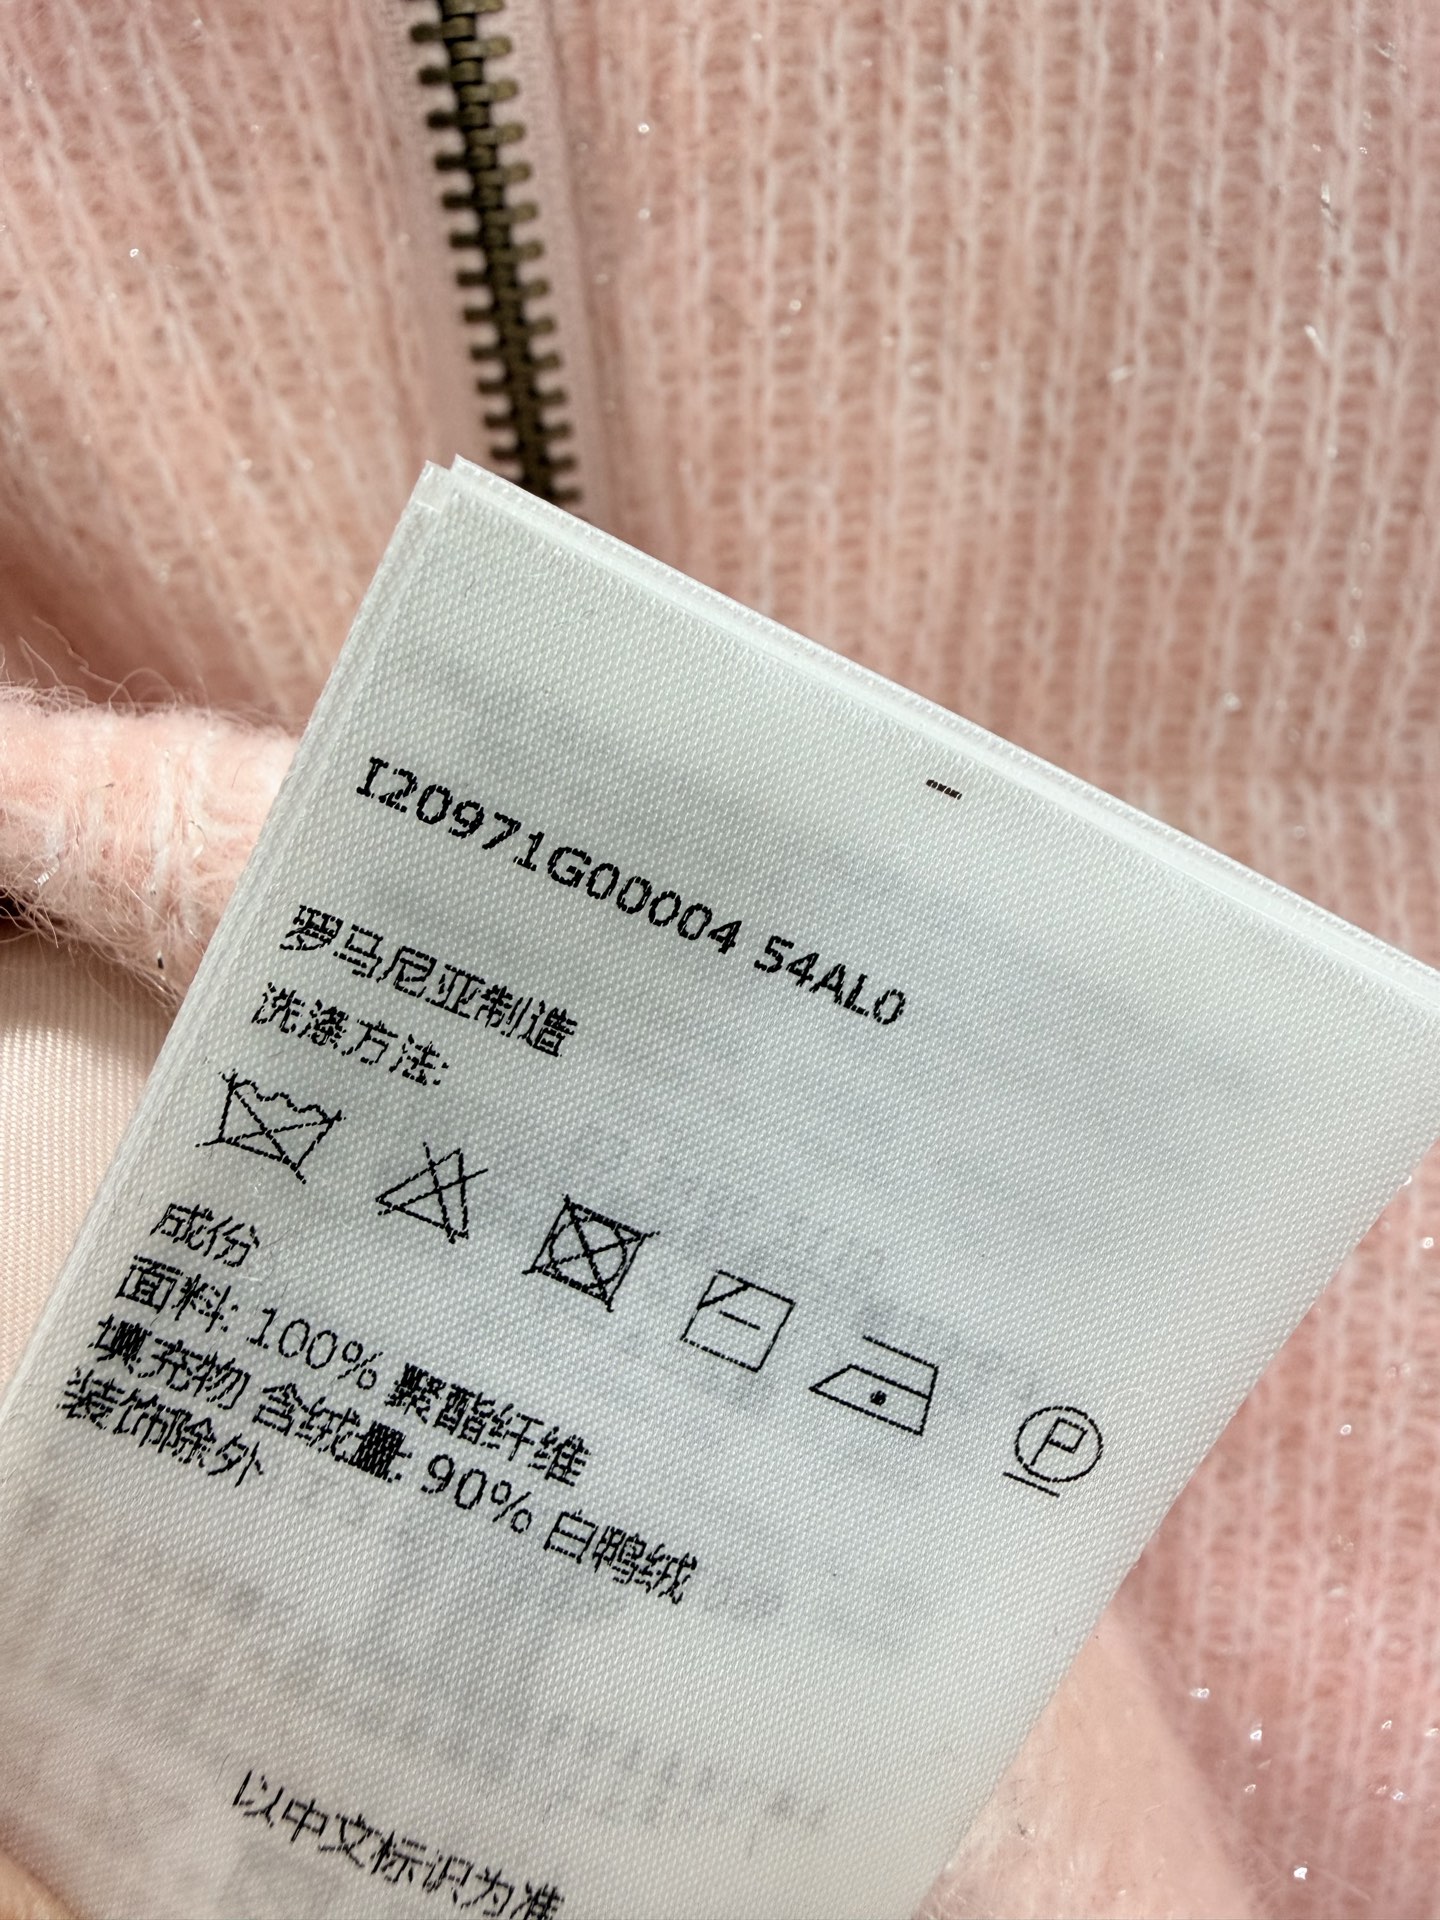 I20971G00004 54AL0
罗马尼亚制造
洗涤方法:
P
成份
面料: 100% 聚酯纤维
填充物 含绒量: 90% 白鸭绒
装饰除外
以中文标识为准